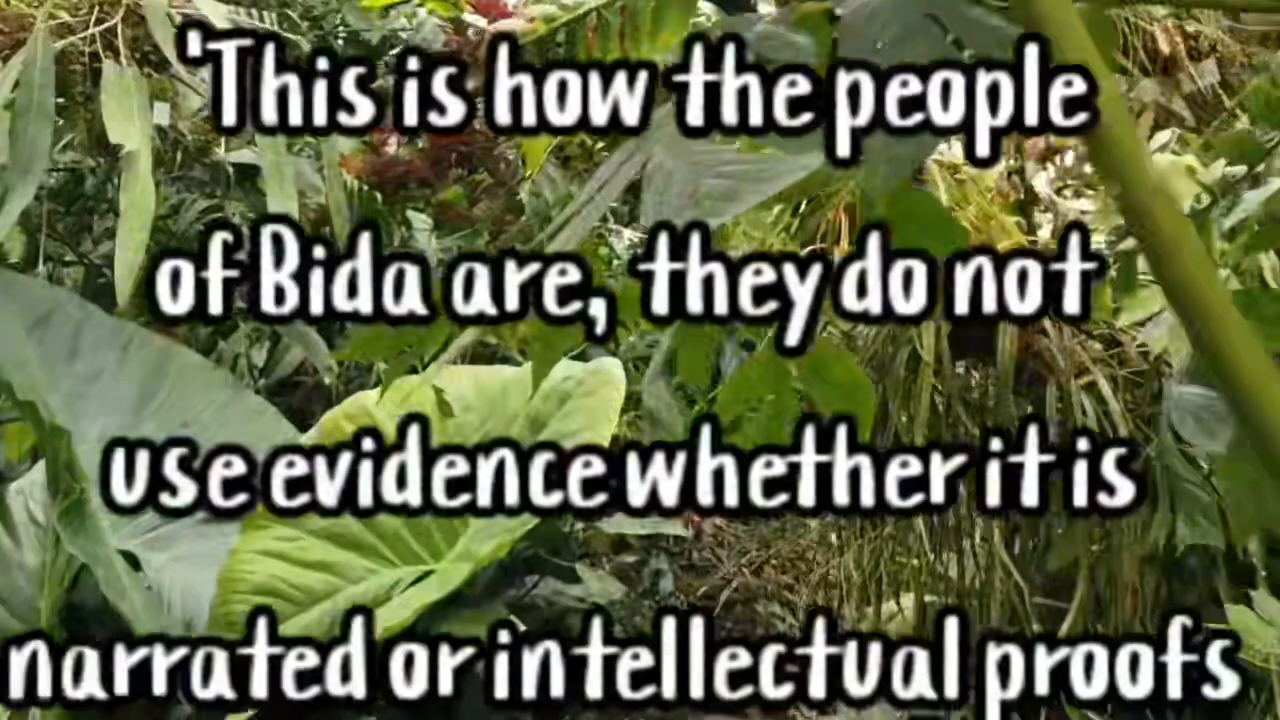 'This is how the people
of Bida are, they do not
use evidence whether it is
narrated or intellectual proofs